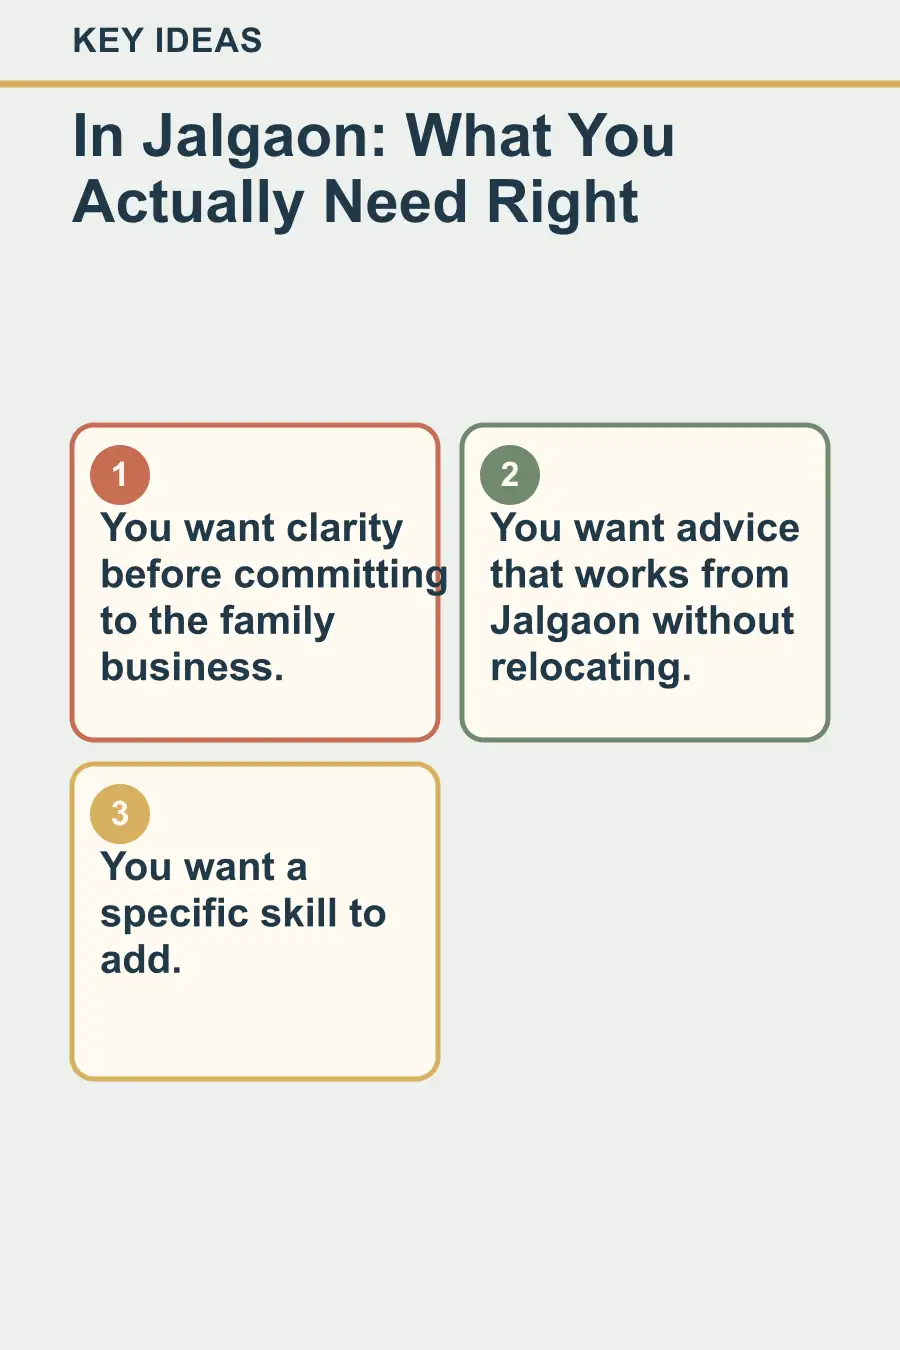 KEY IDEAS
In Jalgaon: What You
Actually Need Right
1
You want clarity
before committing
to the family
business.
2
You want advice
that works from
Jalgaon without
relocating.
3
You want a
specific skill to
add.